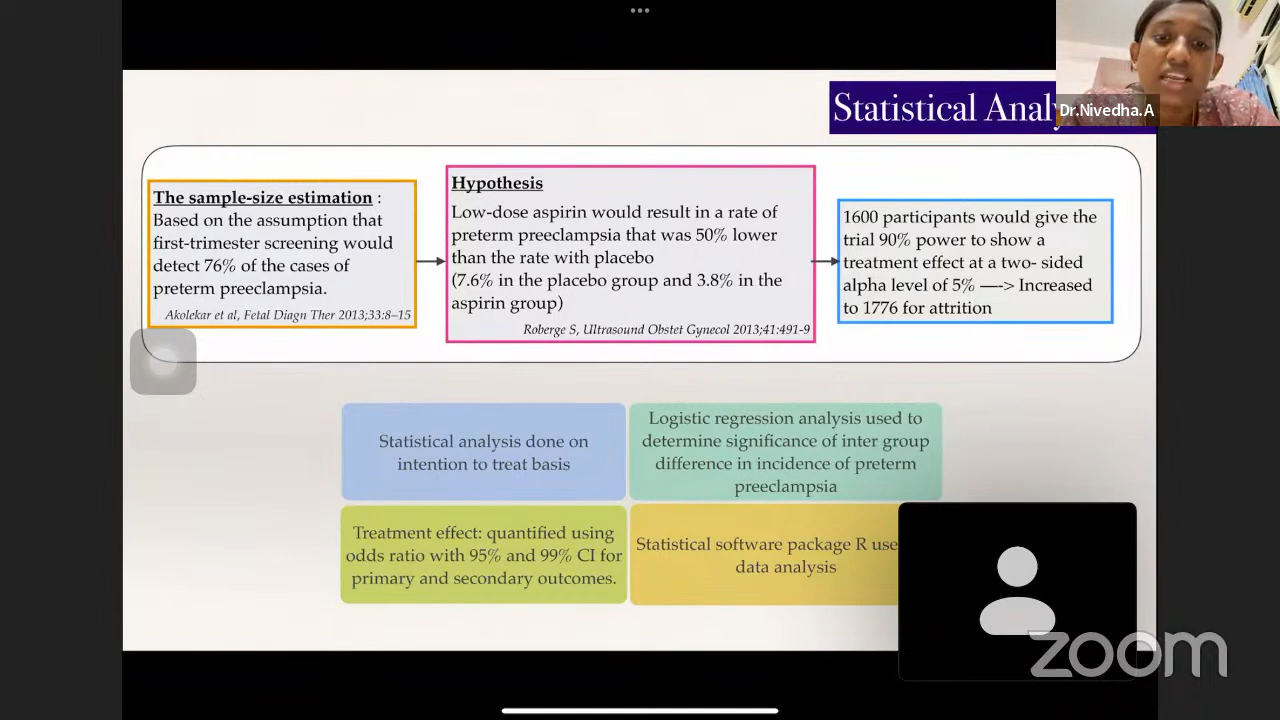 Statistical Analy
Dr.Nivedha.A
The sample-size estimation :
Based on the assumption that
first-trimester screening would
detect 76% of the cases of
preterm preeclampsia.
Akolekar et al, Fetal Diagn Ther 2013;33:8–15
Hypothesis
Low-dose aspirin would result in a rate of
preterm preeclampsia that was 50% lower
than the rate with placebo
(7.6% in the placebo group and 3.8% in the
aspirin group)
Roberge S, Ultrasound Obstet Gynecol 2013;41:491-9
1600 participants would give the
trial 90% power to show a
treatment effect at a two- sided
alpha level of 5% —-> Increased
to 1776 for attrition
Statistical analysis done on
intention to treat basis
Logistic regression analysis used to
determine significance of inter group
difference in incidence of preterm
preeclampsia
Treatment effect: quantified using
odds ratio with 95% and 99% CI for
primary and secondary outcomes.
Statistical software package R use
data analysis
zoom